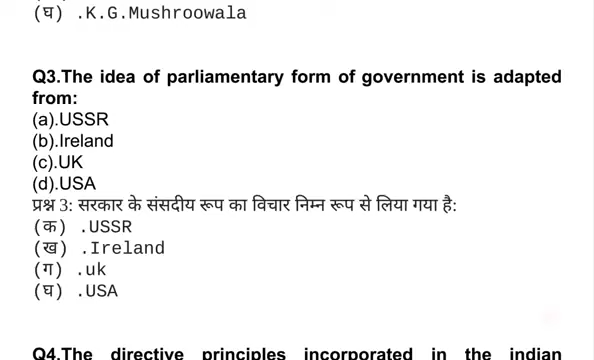 (घ) .K.G.Mushroowala
Q3.The idea of parliamentary form of government is adapted
from:
(a).USSR
(b).Ireland
(c).UK
(d).USA
प्रश्न 3: सरकार के संसदीय रूप का विचार निम्न रूप से लिया गया है:
(क) .USSR
(ख) .Ireland
(ग) .uk
(घ) .USA
Q4.The directive principles incorporated in the indian